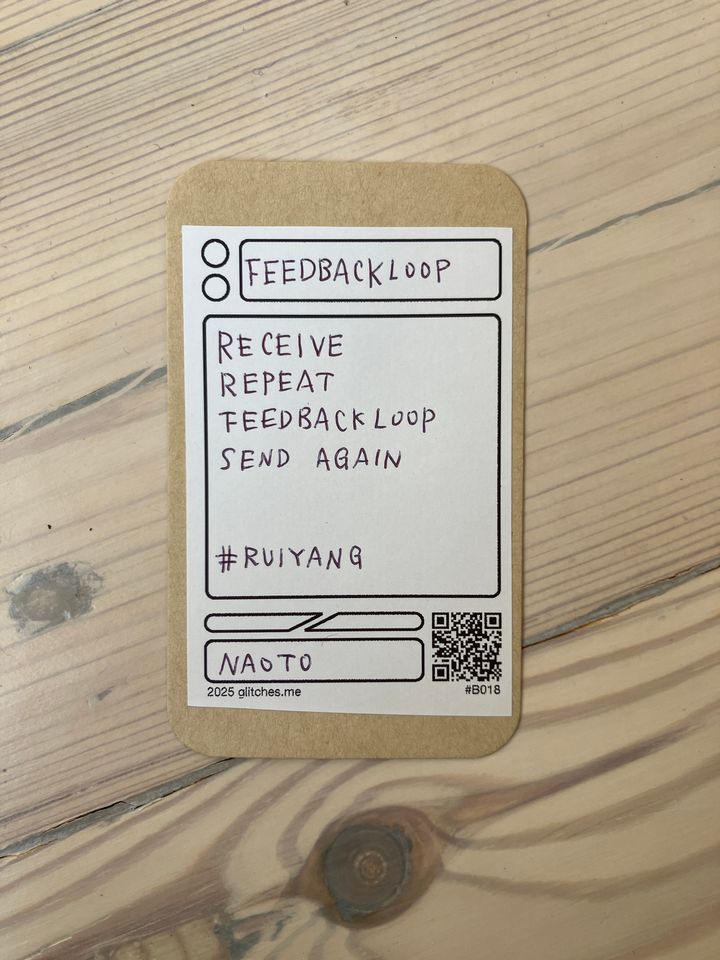 FEEDBACKLOOP
RECEIVE
REPEAT
FEEDBACKLOOP
SEND AGAIN
#RUIYANG
NAOTO
2025 glitches.me
#B018